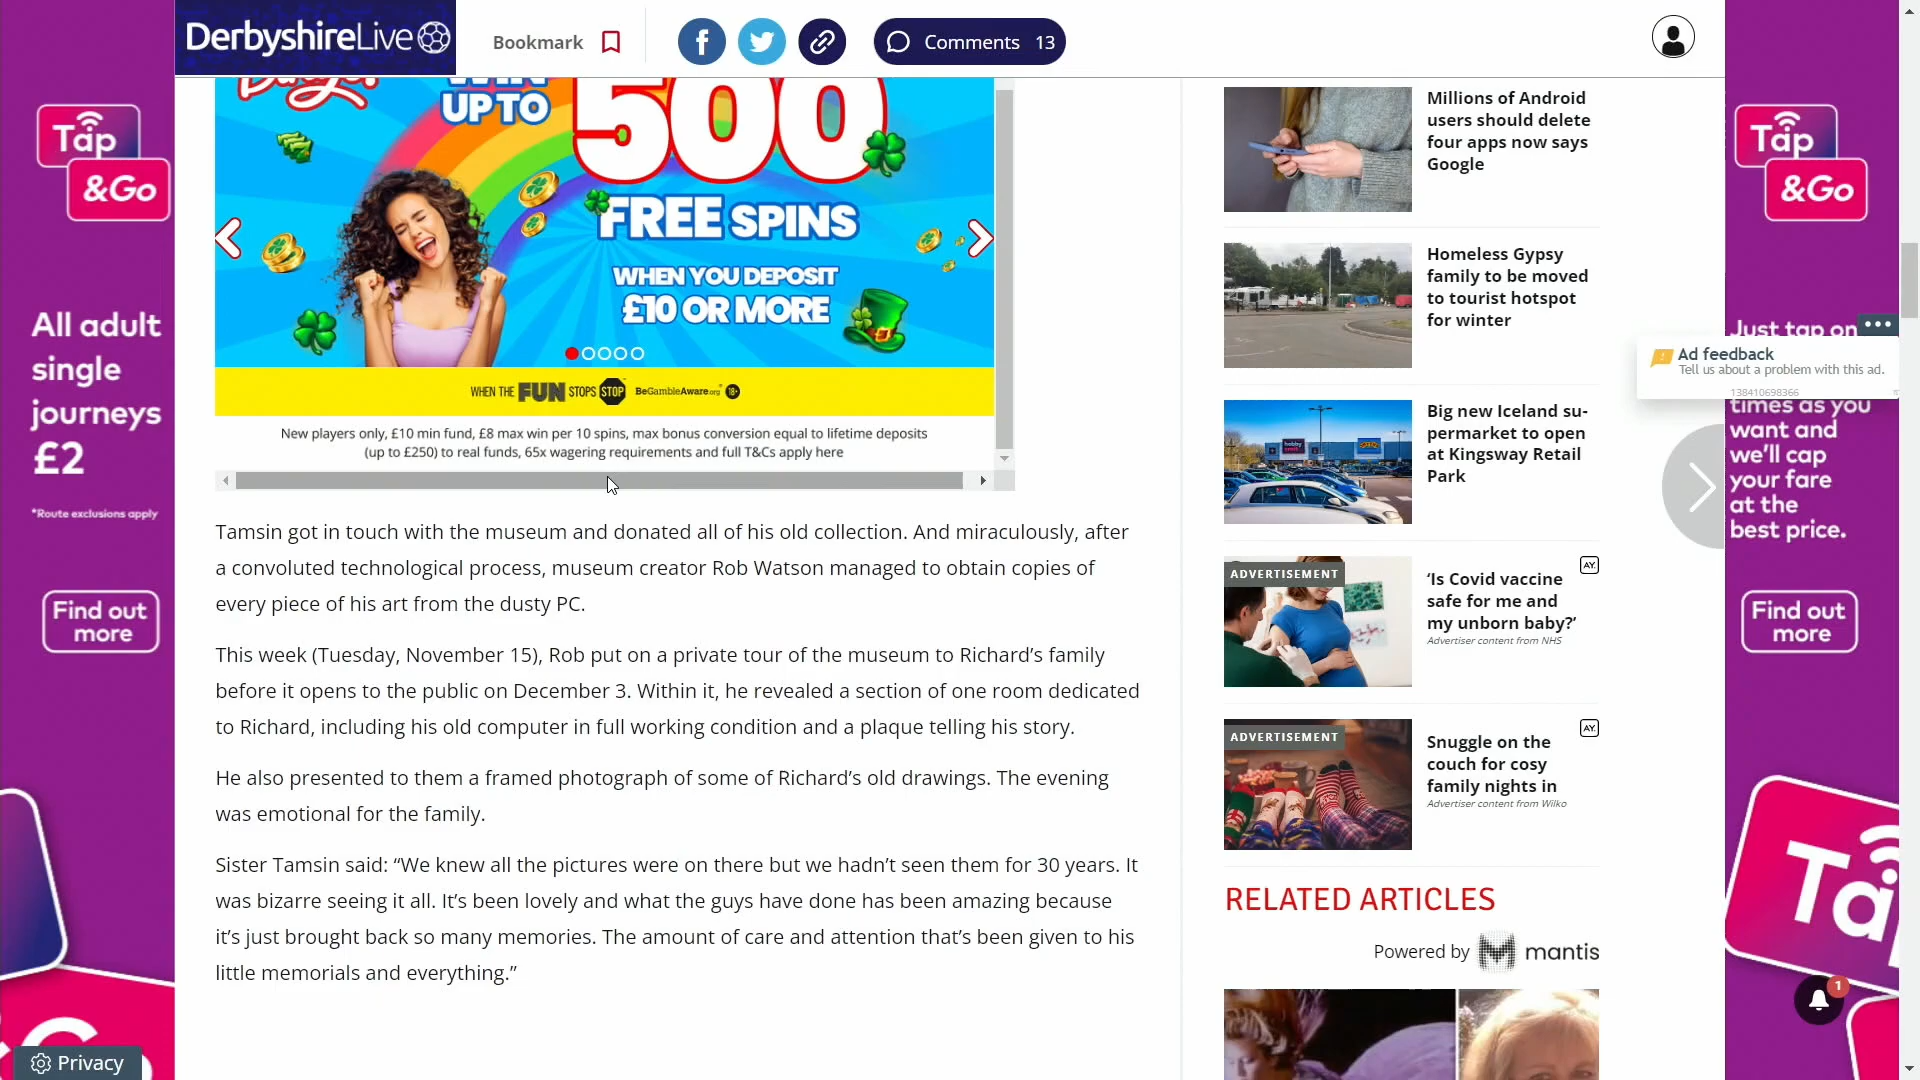 DerbyshireLive
Bookmark
Comments 13
Tap
&Go
All adult
single
journeys
£2
*Route exclusions apply
Find out
more
UP TO
500
FREE SPINS
WHEN YOU DEPOSIT
£10 OR MORE
WHEN THE FUN STOPS STOP BeGambleAware.org 18+
New players only, £10 min fund, £8 max win per 10 spins, max bonus conversion equal to lifetime deposits
(up to £250) to real funds, 65x wagering requirements and full T&Cs apply here
Tamsin got in touch with the museum and donated all of his old collection. And miraculously, after
a convoluted technological process, museum creator Rob Watson managed to obtain copies of
every piece of his art from the dusty PC.
This week (Tuesday, November 15), Rob put on a private tour of the museum to Richard’s family
before it opens to the public on December 3. Within it, he revealed a section of one room dedicated
to Richard, including his old computer in full working condition and a plaque telling his story.
He also presented to them a framed photograph of some of Richard’s old drawings. The evening
was emotional for the family.
Sister Tamsin said: “We knew all the pictures were on there but we hadn’t seen them for 30 years. It
was bizarre seeing it all. It’s been lovely and what the guys have done has been amazing because
it’s just brought back so many memories. The amount of care and attention that’s been given to his
little memorials and everything.”
Millions of Android
users should delete
four apps now says
Google
Homeless Gypsy
family to be moved
to tourist hotspot
for winter
Big new Iceland su-
permarket to open
at Kingsway Retail
Park
ADVERTISEMENT
‘Is Covid vaccine
safe for me and
my unborn baby?’
Advertiser content from NHS
AY.
ADVERTISEMENT
Snuggle on the
couch for cosy
family nights in
Advertiser content from Wilko
AY.
RELATED ARTICLES
Powered by mantis
Tap
&Go
Just tap on
Ad feedback
Tell us about a problem with this ad.
138410698366
times as you
want and
we’ll cap
your fare
at the
best price.
Find out
more
Ta
1
Privacy